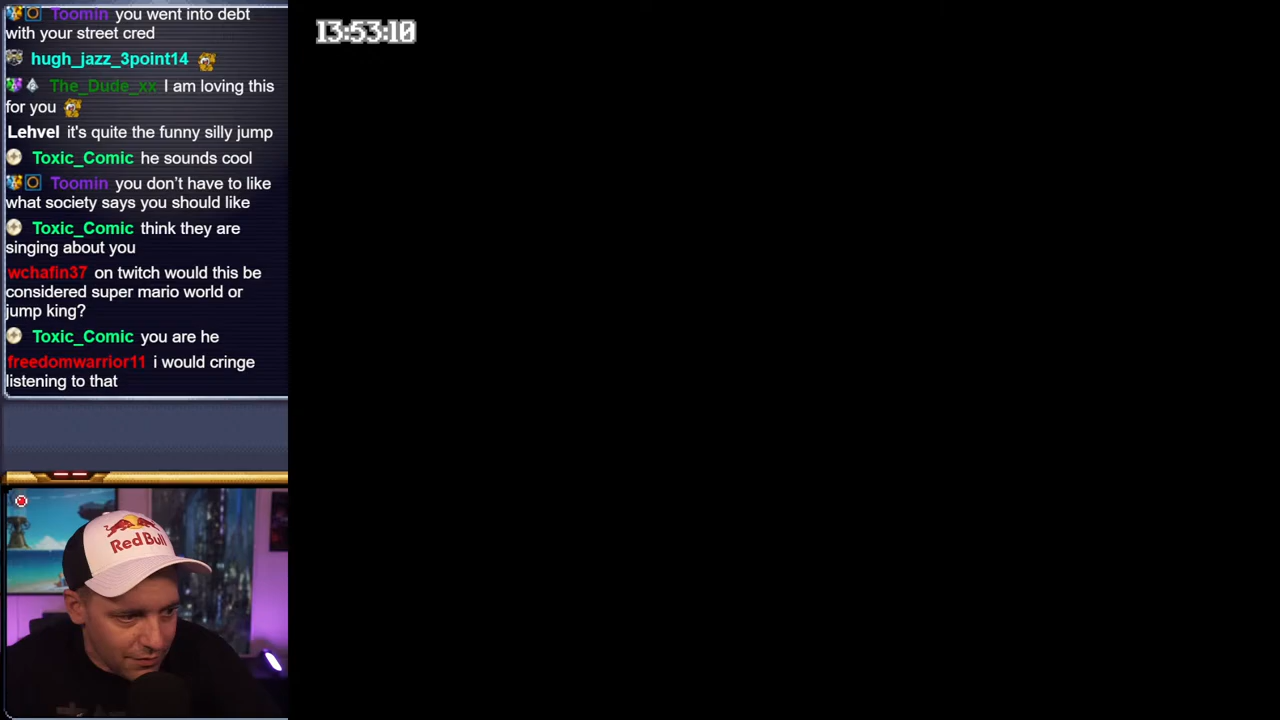 Toomin you went into debt
with your street cred
hugh_jazz_3point14
The_Dude_xx I am loving this
for you
Lehvel it's quite the funny silly jump
Toxic_Comic he sounds cool
Toomin you don’t have to like
what society says you should like
Toxic_Comic think they are
singing about you
wchafin37 on twitch would this be
considered super mario world or
jump king?
Toxic_Comic you are he
freedomwarrior11 i would cringe
listening to that
13:53:10
Red Bull